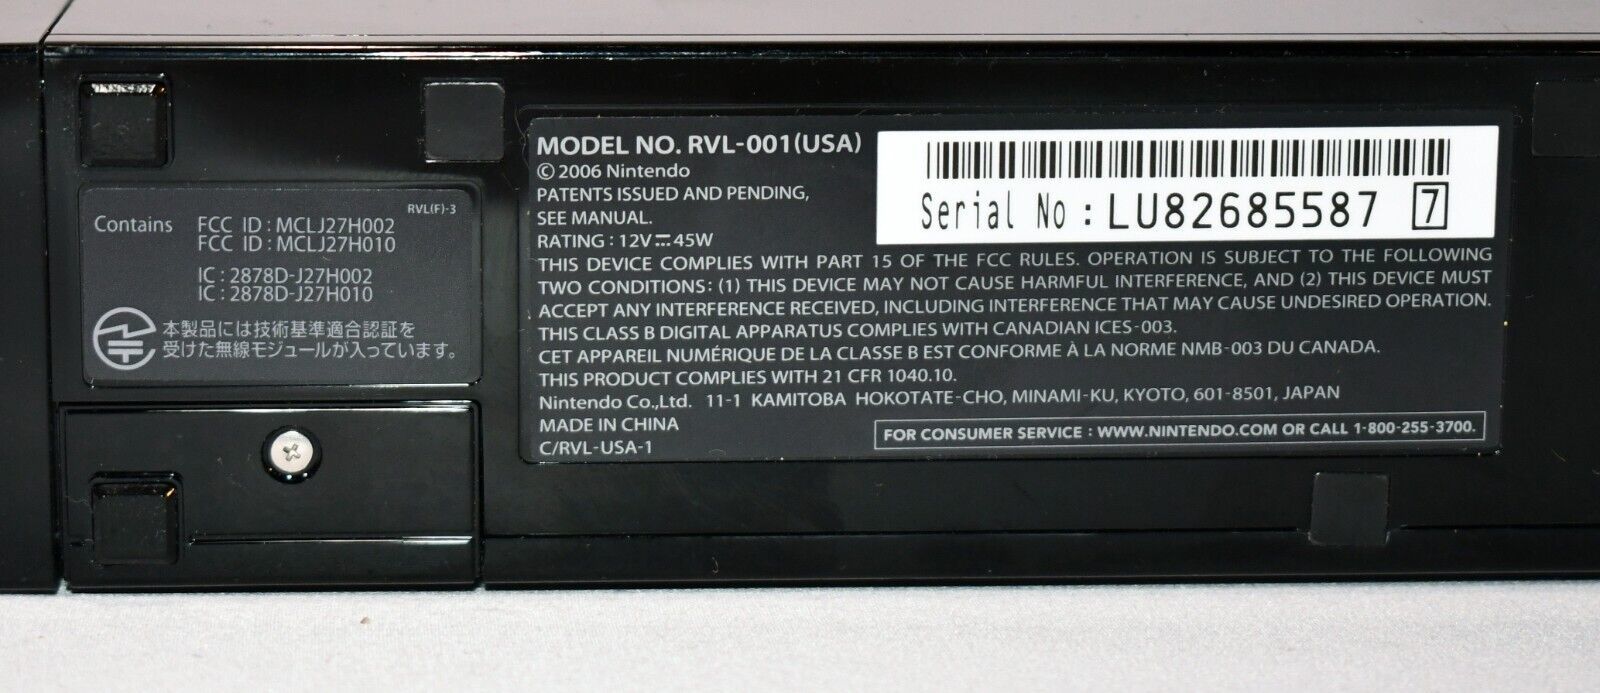 RVL(F)-3
Contains FCC ID : MCLJ27H002
FCC ID : MCLJ27H010
IC : 2878D-J27H002
IC : 2878D-J27H010
本製品には技術基準適合認証を
受けた無線モジュールが入っています。
MODEL NO. RVL-001(USA)
© 2006 Nintendo
PATENTS ISSUED AND PENDING,
SEE MANUAL.
RATING : 12V⎓45W
Serial No : LU82685587 7
THIS DEVICE COMPLIES WITH PART 15 OF THE FCC RULES. OPERATION IS SUBJECT TO THE FOLLOWING
TWO CONDITIONS: (1) THIS DEVICE MAY NOT CAUSE HARMFUL INTERFERENCE, AND (2) THIS DEVICE MUST
ACCEPT ANY INTERFERENCE RECEIVED, INCLUDING INTERFERENCE THAT MAY CAUSE UNDESIRED OPERATION.
THIS CLASS B DIGITAL APPARATUS COMPLIES WITH CANADIAN ICES-003.
CET APPAREIL NUMÉRIQUE DE LA CLASSE B EST CONFORME À LA NORME NMB-003 DU CANADA.
THIS PRODUCT COMPLIES WITH 21 CFR 1040.10.
Nintendo Co.,Ltd. 11-1 KAMITOBA HOKOTATE-CHO, MINAMI-KU, KYOTO, 601-8501, JAPAN
MADE IN CHINA
C/RVL-USA-1
FOR CONSUMER SERVICE : WWW.NINTENDO.COM OR CALL 1-800-255-3700.